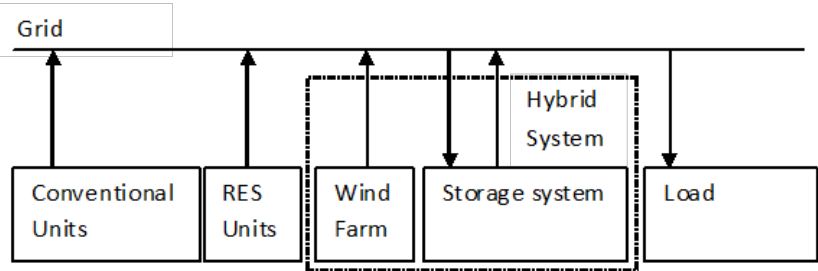 Grid
Hybrid
System
Conventional
Units
RES
Units
Wind
Farm
Storage system
Load